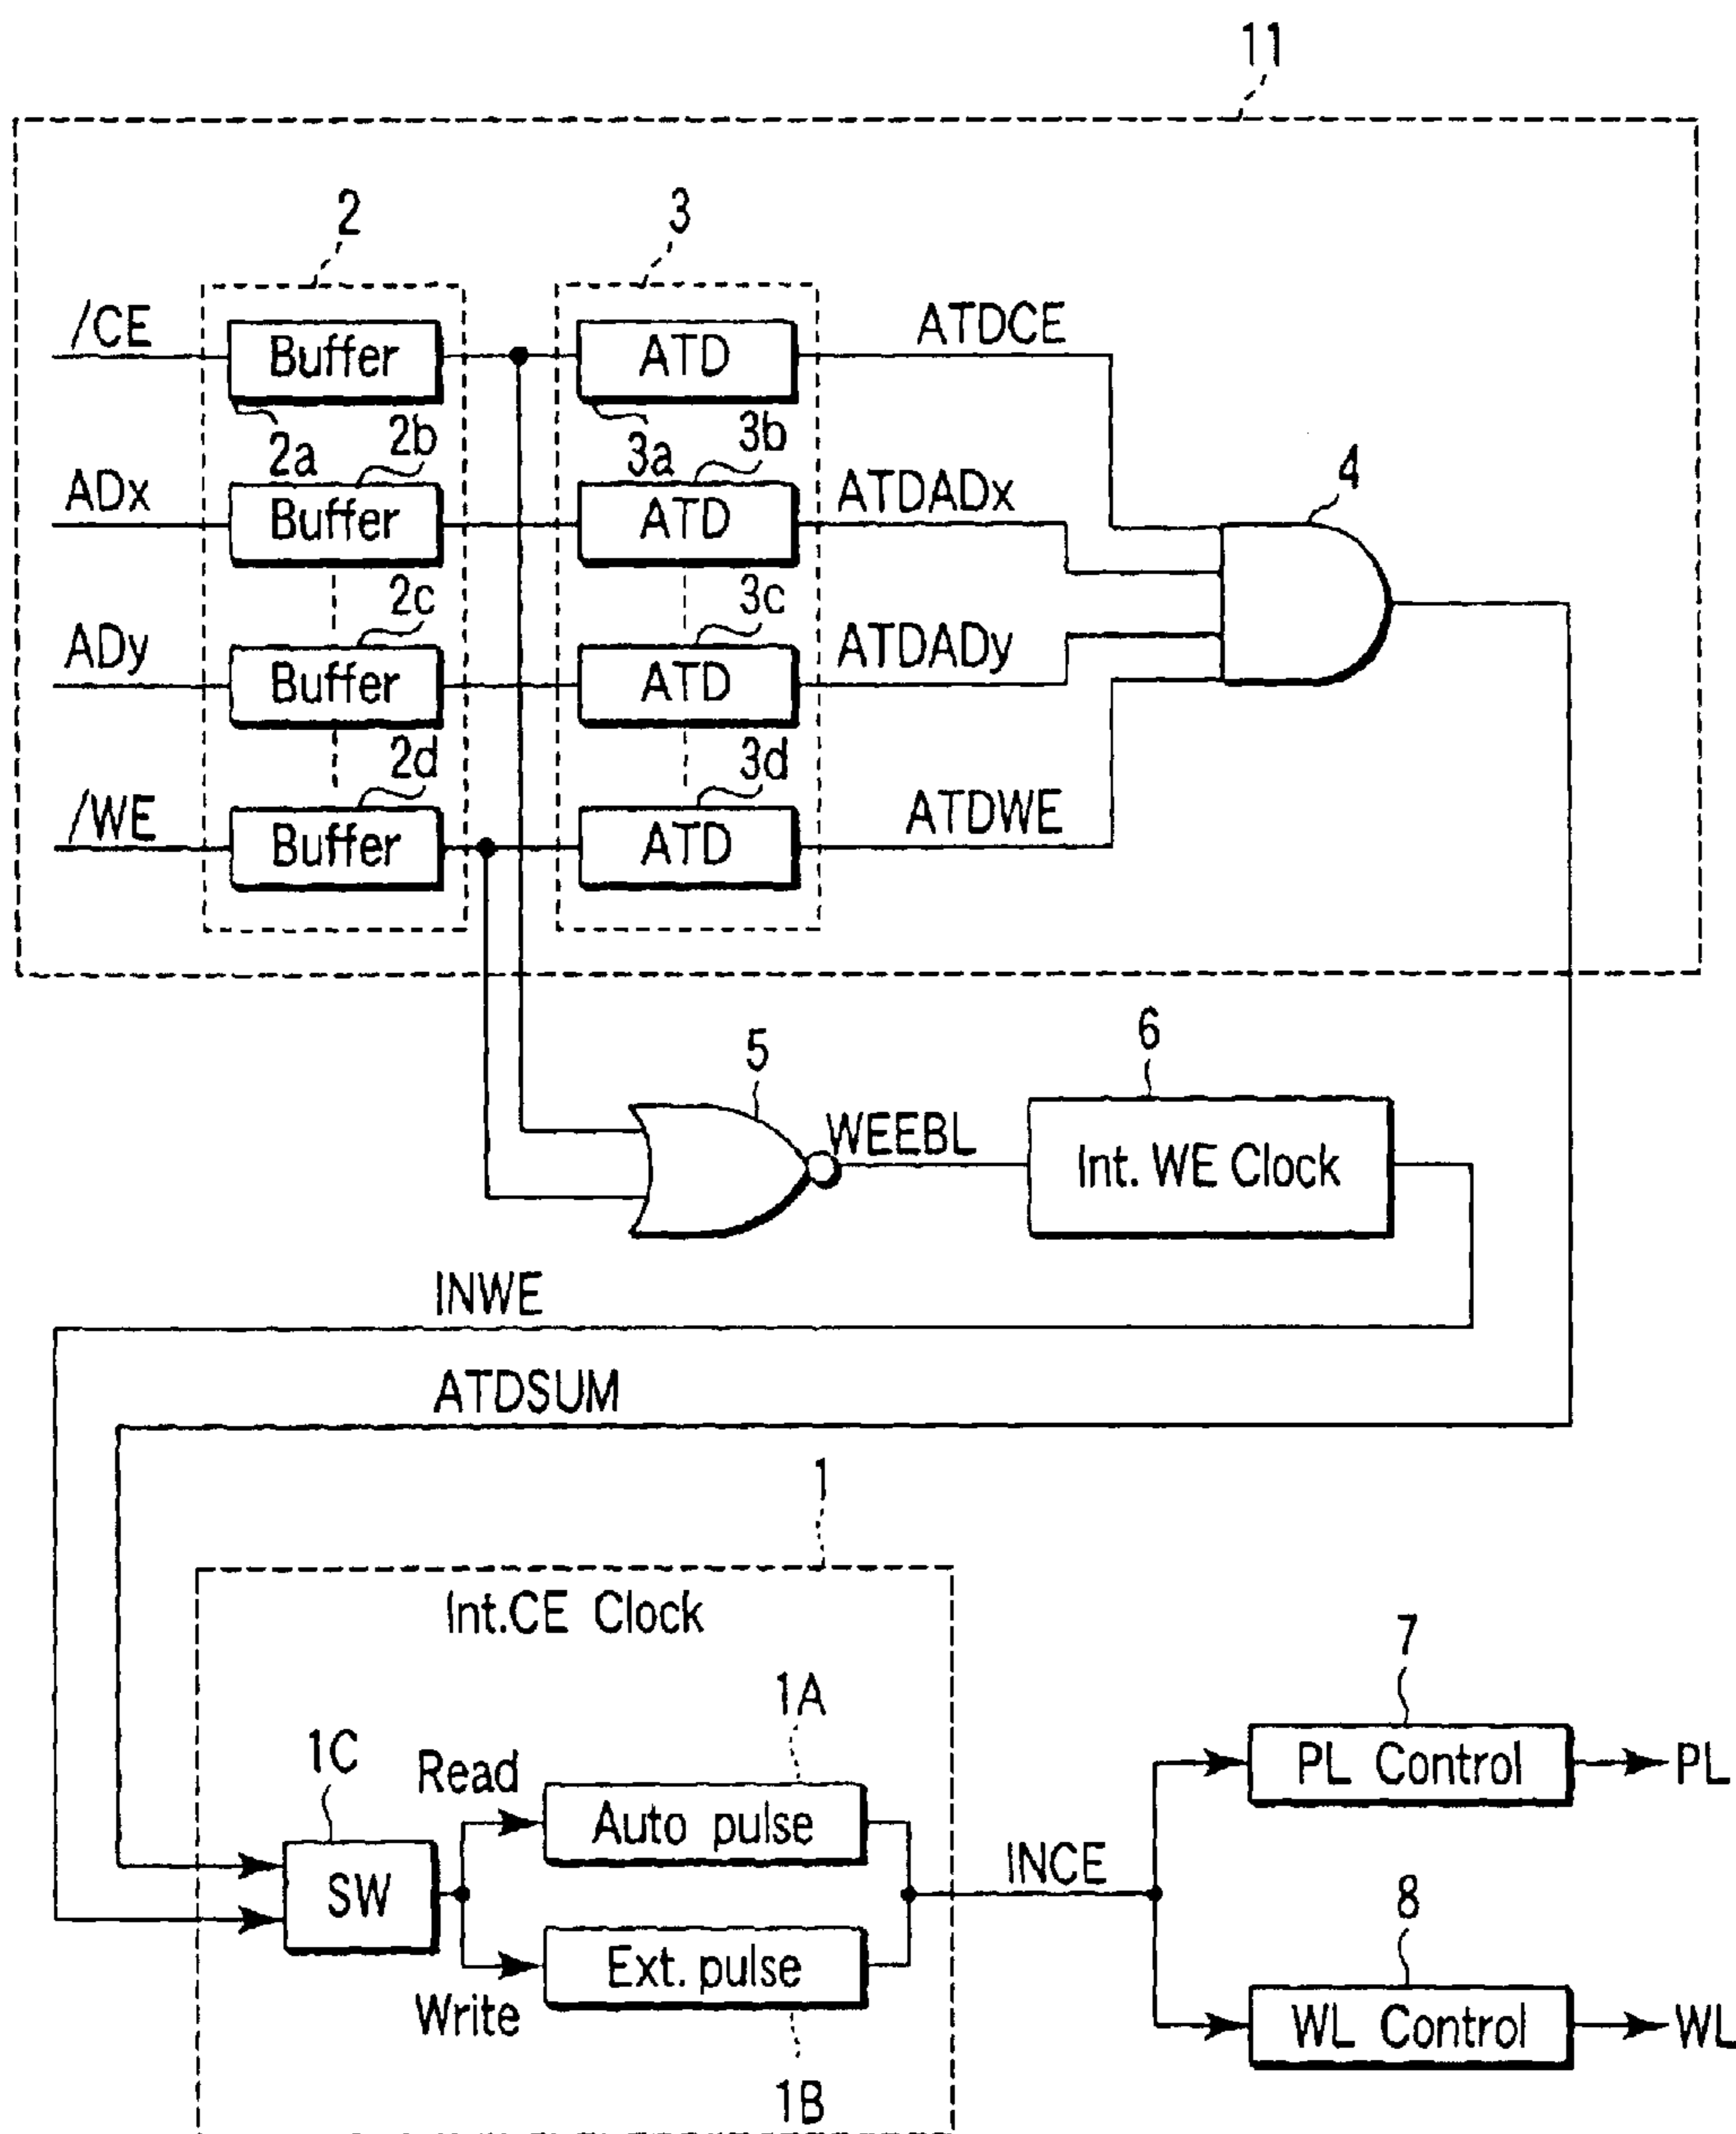 11
2
3
/CE
Buffer
ATD
ATDCE
2a
2b
3a
3b
ADx
Buffer
ATD
ATDADx
4
2c
3c
ADy
Buffer
ATD
ATDADy
2d
3d
/WE
Buffer
ATD
ATDWE
5
WEEBL
6
Int. WE Clock
INWE
ATDSUM
1
Int.CE Clock
1C
SW
Read
1A
Auto pulse
Write
Ext. pulse
1B
INCE
7
PL Control
PL
8
WL Control
WL